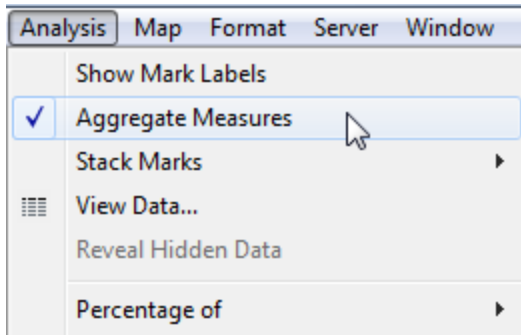 Analysis Map Format Server Window
Show Mark Labels
Aggregate Measures
Stack Marks
View Data...
Reveal Hidden Data
Percentage of